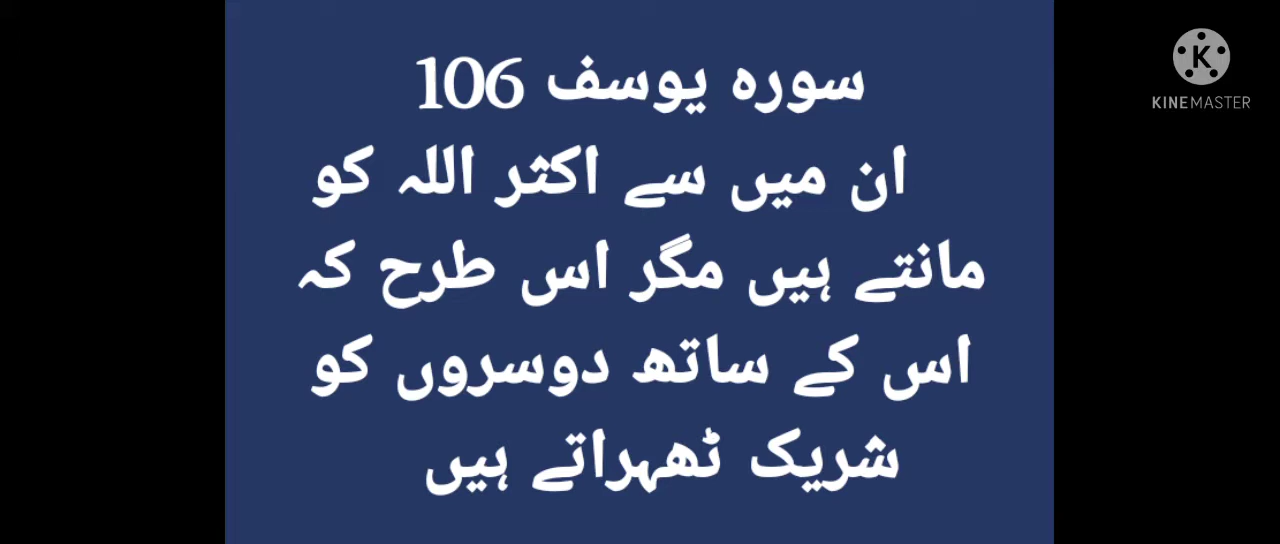 سورہ یوسف 106
ان میں سے اکثر اللہ کو
مانتے ہیں مگر اس طرح کہ
اس کے ساتھ دوسروں کو
شریک ٹھہراتے ہیں
KINEMASTER